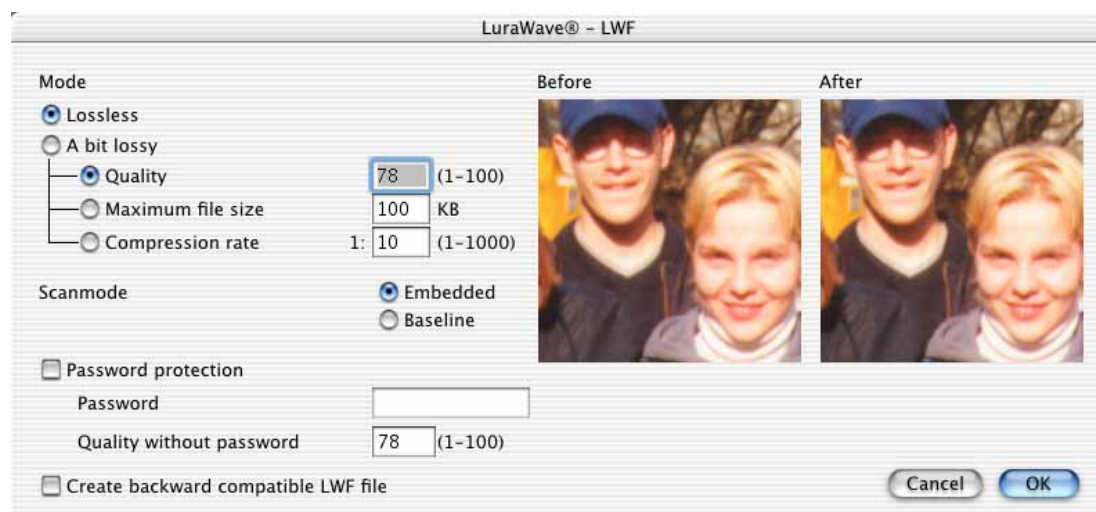 LuraWave® – LWF
Mode
Before
After
Lossless
A bit lossy
Quality 78 (1–100)
Maximum file size 100 KB
Compression rate 1: 10 (1–1000)
Scanmode
Embedded
Baseline
Password protection
Password
Quality without password 78 (1–100)
Create backward compatible LWF file
Cancel OK